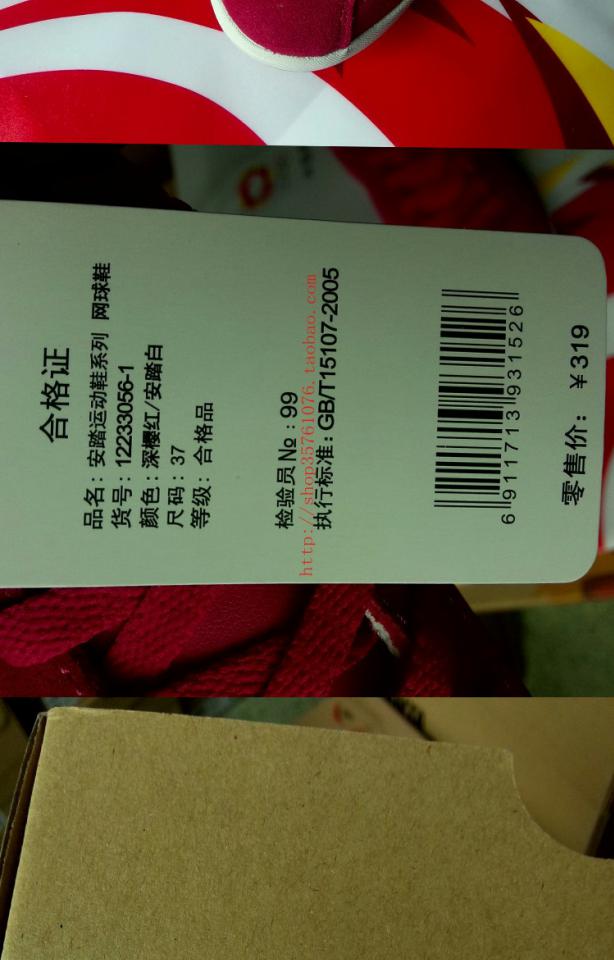 合格证
品名：安踏运动鞋系列 网球鞋
货号：12233056-1
颜色：深樱红/安踏白
尺码：37
等级：合格品
检验员№：99
http://shop35761076.taobao.com
执行标准：GB/T15107-2005
6 911713 931526
零售价：￥319